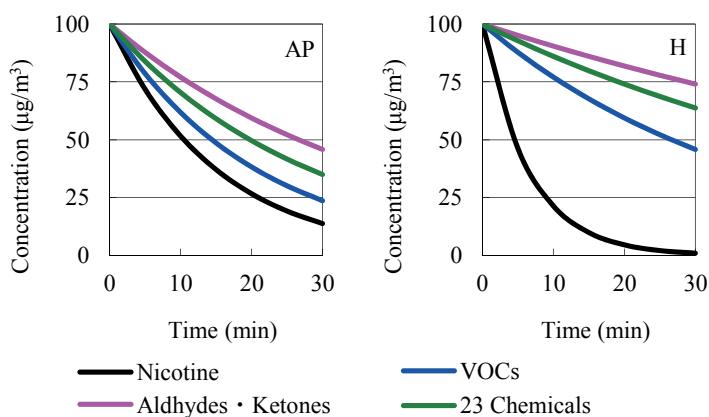 AP
Concentration (μg/m³)
100
75
50
25
0
0 10 20 30
Time (min)
H
Concentration (μg/m³)
100
75
50
25
0
0 10 20 30
Time (min)
Nicotine
VOCs
Aldhydes・Ketones
23 Chemicals